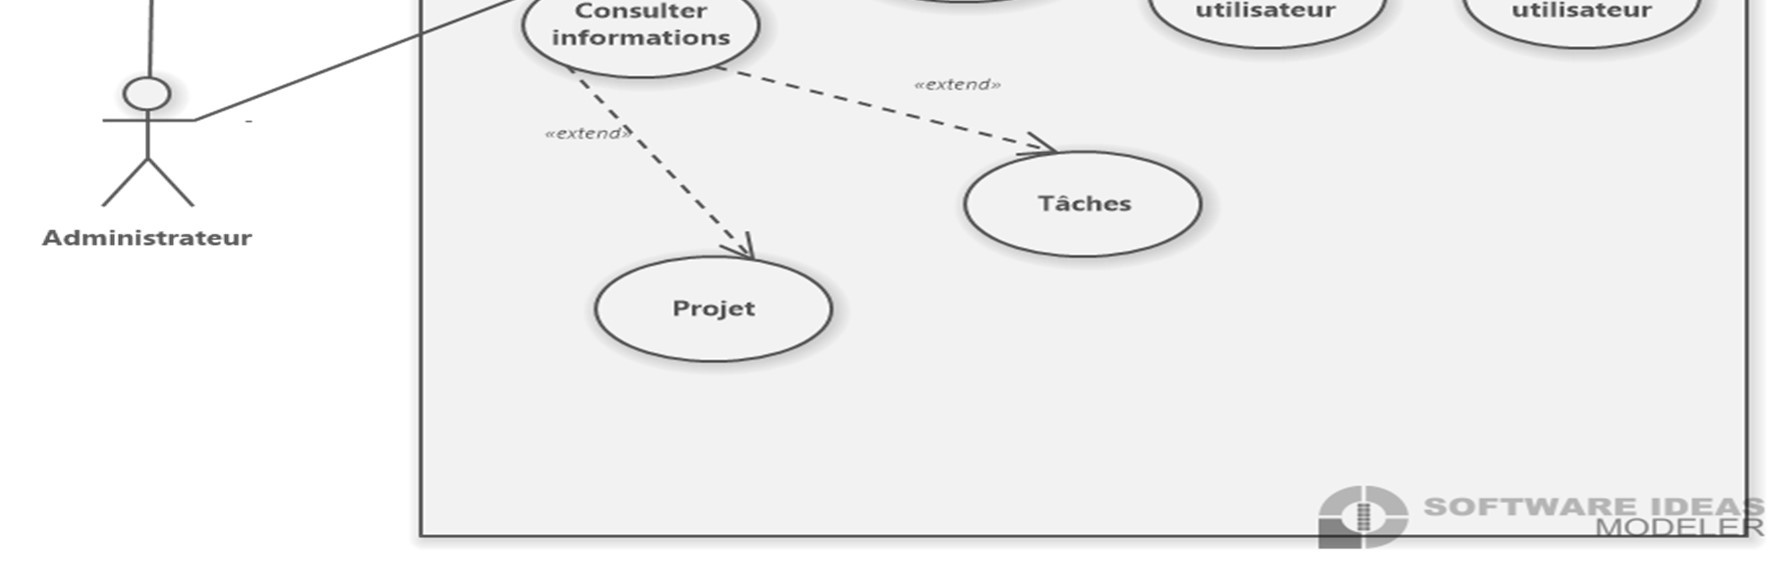 Consulter
informations
utilisateur
utilisateur
«extend»
«extend»
Tâches
Administrateur
Projet
SOFTWARE IDEAS
MODELER